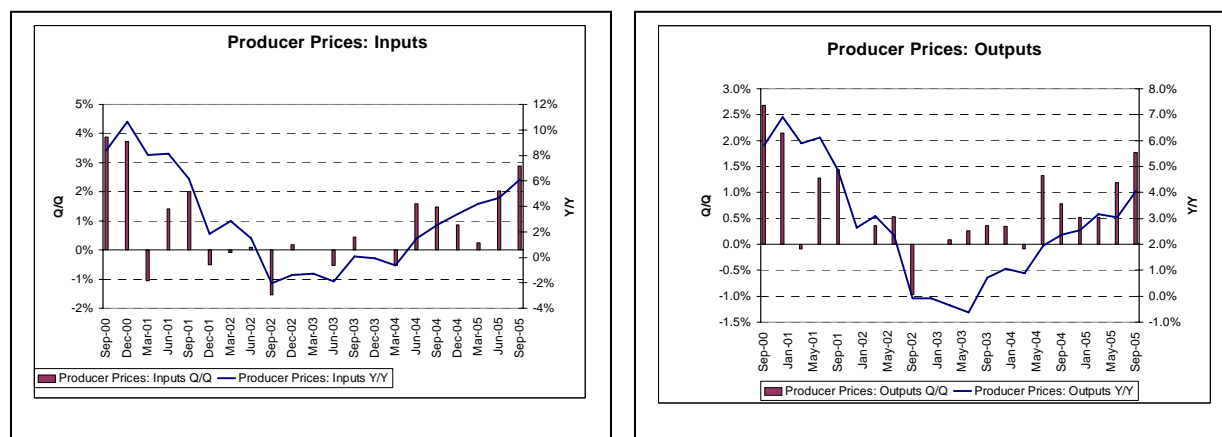 Producer Prices: Inputs
5%
4%
3%
2%
1%
0%
-1%
-2%
Q/Q
12%
10%
8%
6%
4%
2%
0%
-2%
-4%
Y/Y
Sep-00
Dec-00
Mar-01
Jun-01
Sep-01
Dec-01
Mar-02
Jun-02
Sep-02
Dec-02
Mar-03
Jun-03
Sep-03
Dec-03
Mar-04
Jun-04
Sep-04
Dec-04
Mar-05
Jun-05
Sep-05
Producer Prices: Inputs Q/Q
Producer Prices: Inputs Y/Y
Producer Prices: Outputs
3.0%
2.5%
2.0%
1.5%
1.0%
0.5%
0.0%
-0.5%
-1.0%
-1.5%
Q/Q
8.0%
7.0%
6.0%
5.0%
4.0%
3.0%
2.0%
1.0%
0.0%
-1.0%
Y/Y
Sep-00
Jan-01
May-01
Sep-01
Jan-02
May-02
Sep-02
Jan-03
May-03
Sep-03
Jan-04
May-04
Sep-04
Jan-05
May-05
Sep-05
Producer Prices: Outputs Q/Q
Producer Prices: Outputs Y/Y